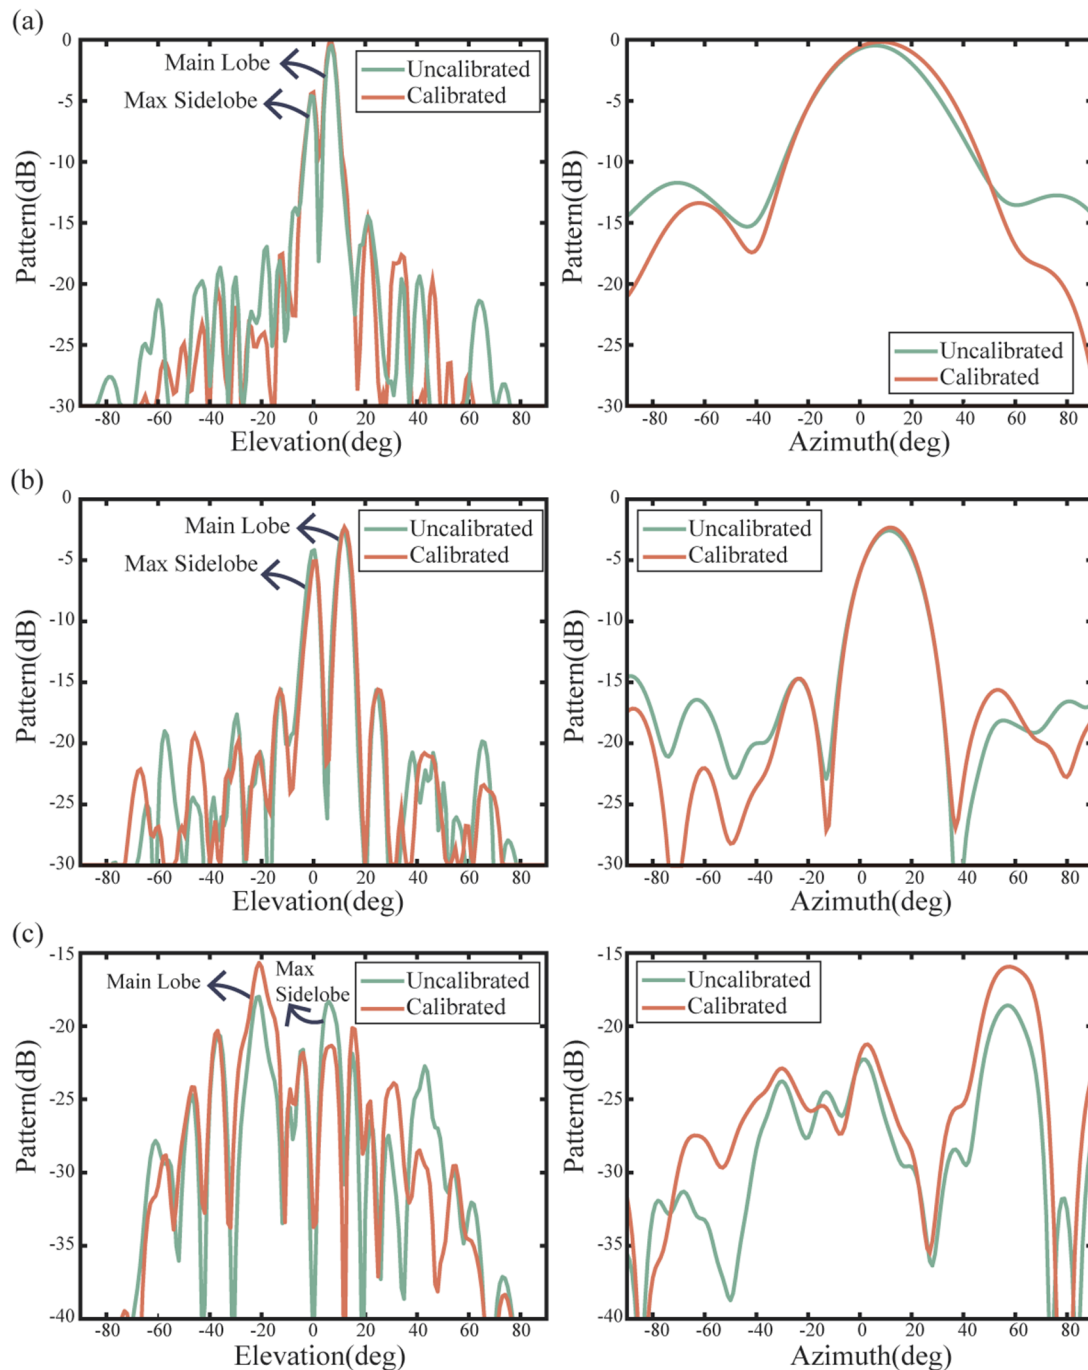 (a)
0
-5
-10
-15
-20
-25
-30
Pattern(dB)
Main Lobe
Max Sidelobe
Uncalibrated
Calibrated
-80 -60 -40 -20 0 20 40 60 80
Elevation(deg)
0
-5
-10
-15
-20
-25
-30
Pattern(dB)
Uncalibrated
Calibrated
-80 -60 -40 -20 0 20 40 60 80
Azimuth(deg)
(b)
0
-5
-10
-15
-20
-25
-30
Pattern(dB)
Main Lobe
Max Sidelobe
Uncalibrated
Calibrated
-80 -60 -40 -20 0 20 40 60 80
Elevation(deg)
0
-5
-10
-15
-20
-25
-30
Pattern(dB)
Uncalibrated
Calibrated
-80 -60 -40 -20 0 20 40 60 80
Azimuth(deg)
(c)
-15
-20
-25
-30
-35
-40
Pattern(dB)
Main Lobe
Max
Sidelobe
Uncalibrated
Calibrated
-80 -60 -40 -20 0 20 40 60 80
Elevation(deg)
-15
-20
-25
-30
-35
-40
Pattern(dB)
Uncalibrated
Calibrated
-80 -60 -40 -20 0 20 40 60 80
Azimuth(deg)